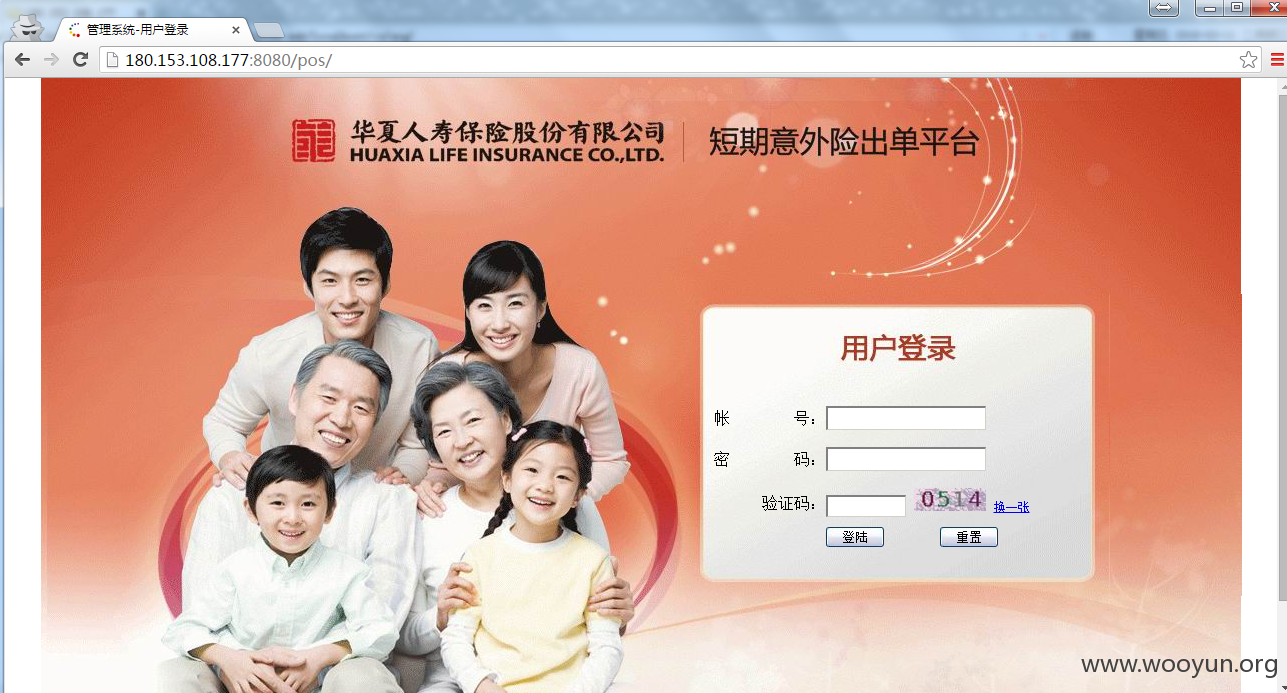 管理系统-用户登录
180.153.108.177:8080/pos/
华夏人寿保险股份有限公司
HUAXIA LIFE INSURANCE CO.,LTD.
短期意外险出单平台
用户登录
帐 号：
密 码：
验证码： 0514 换一张
登陆 重置
www.wooyun.org